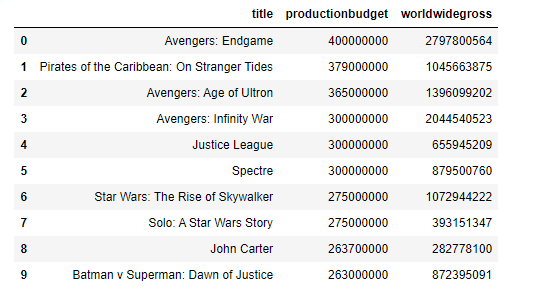 title productionbudget worldwidegross
0 Avengers: Endgame 400000000 2797800564
1 Pirates of the Caribbean: On Stranger Tides 379000000 1045663875
2 Avengers: Age of Ultron 365000000 1396099202
3 Avengers: Infinity War 300000000 2044540523
4 Justice League 300000000 655945209
5 Spectre 300000000 879500760
6 Star Wars: The Rise of Skywalker 275000000 1072944222
7 Solo: A Star Wars Story 275000000 393151347
8 John Carter 263700000 282778100
9 Batman v Superman: Dawn of Justice 263000000 872395091